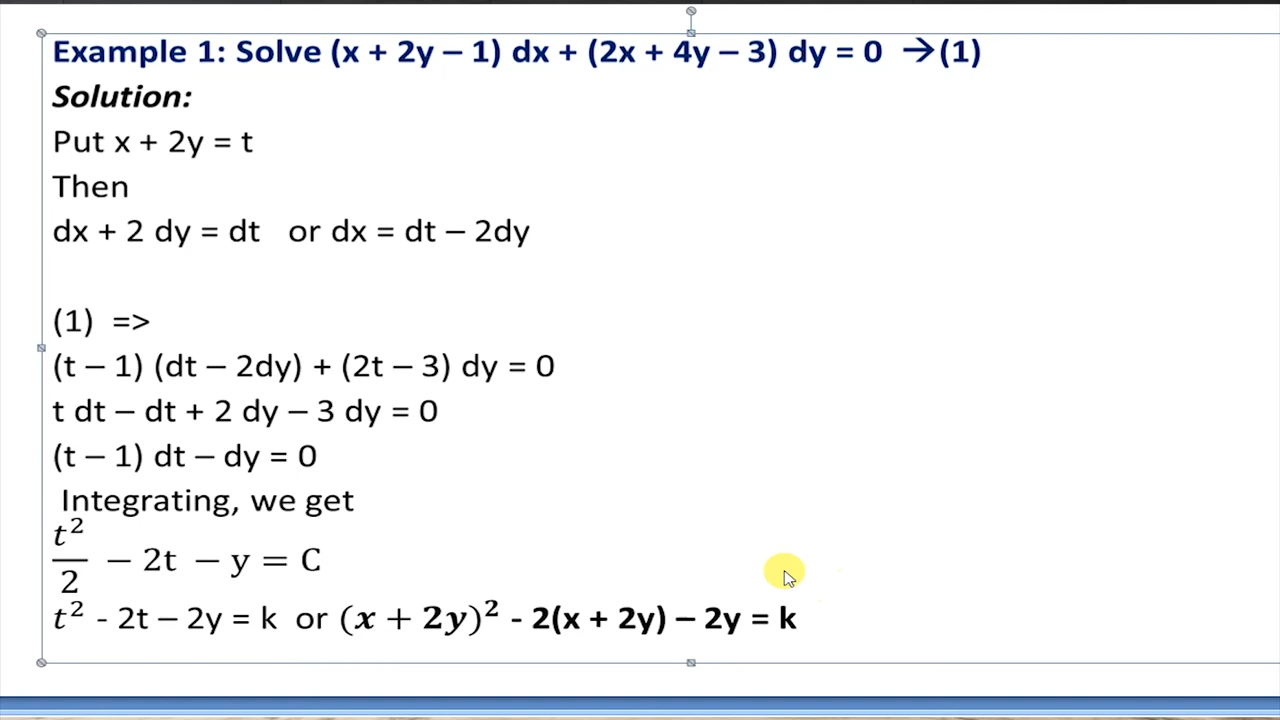 Example 1: Solve (x + 2y – 1) dx + (2x + 4y – 3) dy = 0 →(1)
Solution:
Put x + 2y = t
Then
dx + 2 dy = dt or dx = dt – 2dy
(1) =>
(t – 1) (dt – 2dy) + (2t – 3) dy = 0
t dt – dt + 2 dy – 3 dy = 0
(t – 1) dt – dy = 0
Integrating, we get
t²/2 – 2t – y = C
t² - 2t – 2y = k or (x + 2y)² - 2(x + 2y) – 2y = k